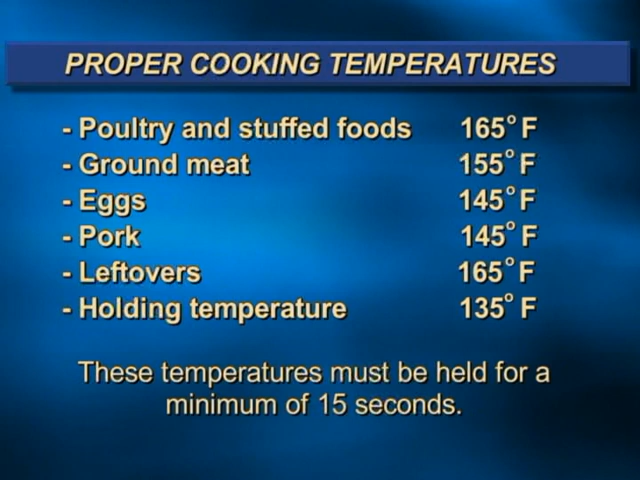 PROPER COOKING TEMPERATURES
- Poultry and stuffed foods 165° F
- Ground meat 155° F
- Eggs 145° F
- Pork 145° F
- Leftovers 165° F
- Holding temperature 135° F
These temperatures must be held for a
minimum of 15 seconds.